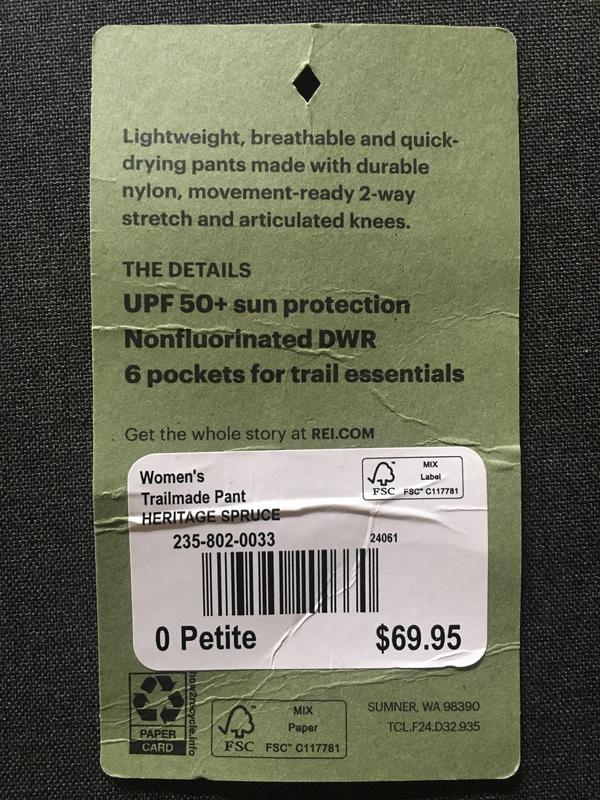 Lightweight, breathable and quick-
drying pants made with durable
nylon, movement-ready 2-way
stretch and articulated knees.
THE DETAILS
UPF 50+ sun protection
Nonfluorinated DWR
6 pockets for trail essentials
Get the whole story at REI.COM
Women's
Trailmade Pant
HERITAGE SPRUCE
FSC™
MIX
Label
FSC™ C117781
235-802-0033
24061
0 Petite
$69.95
PAPER
CARD
how2recycle.info
FSC™
MIX
Paper
FSC™ C117781
SUMNER, WA 98390
TCL.F24.D32.935